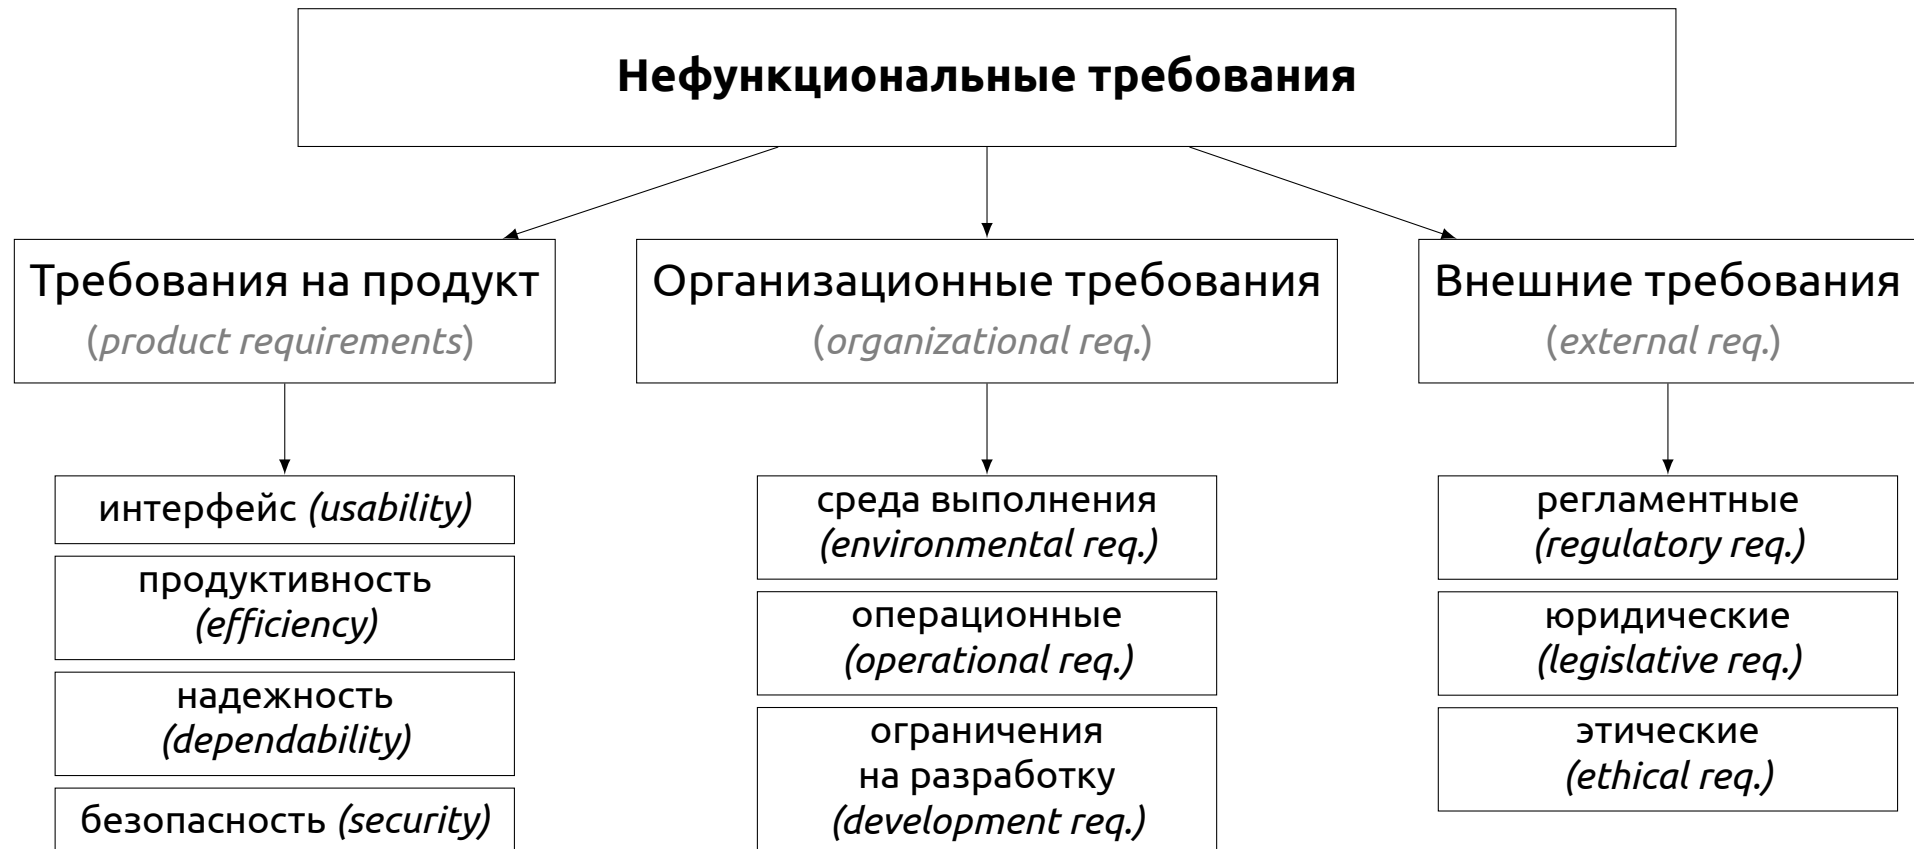 Нефункциональные требования
Требования на продукт
(product requirements)
интерфейс (usability)
продуктивность
(efficiency)
надежность
(dependability)
безопасность (security)
Организационные требования
(organizational req.)
среда выполнения
(environmental req.)
операционные
(operational req.)
ограничения
на разработку
(development req.)
Внешние требования
(external req.)
регламентные
(regulatory req.)
юридические
(legislative req.)
этические
(ethical req.)